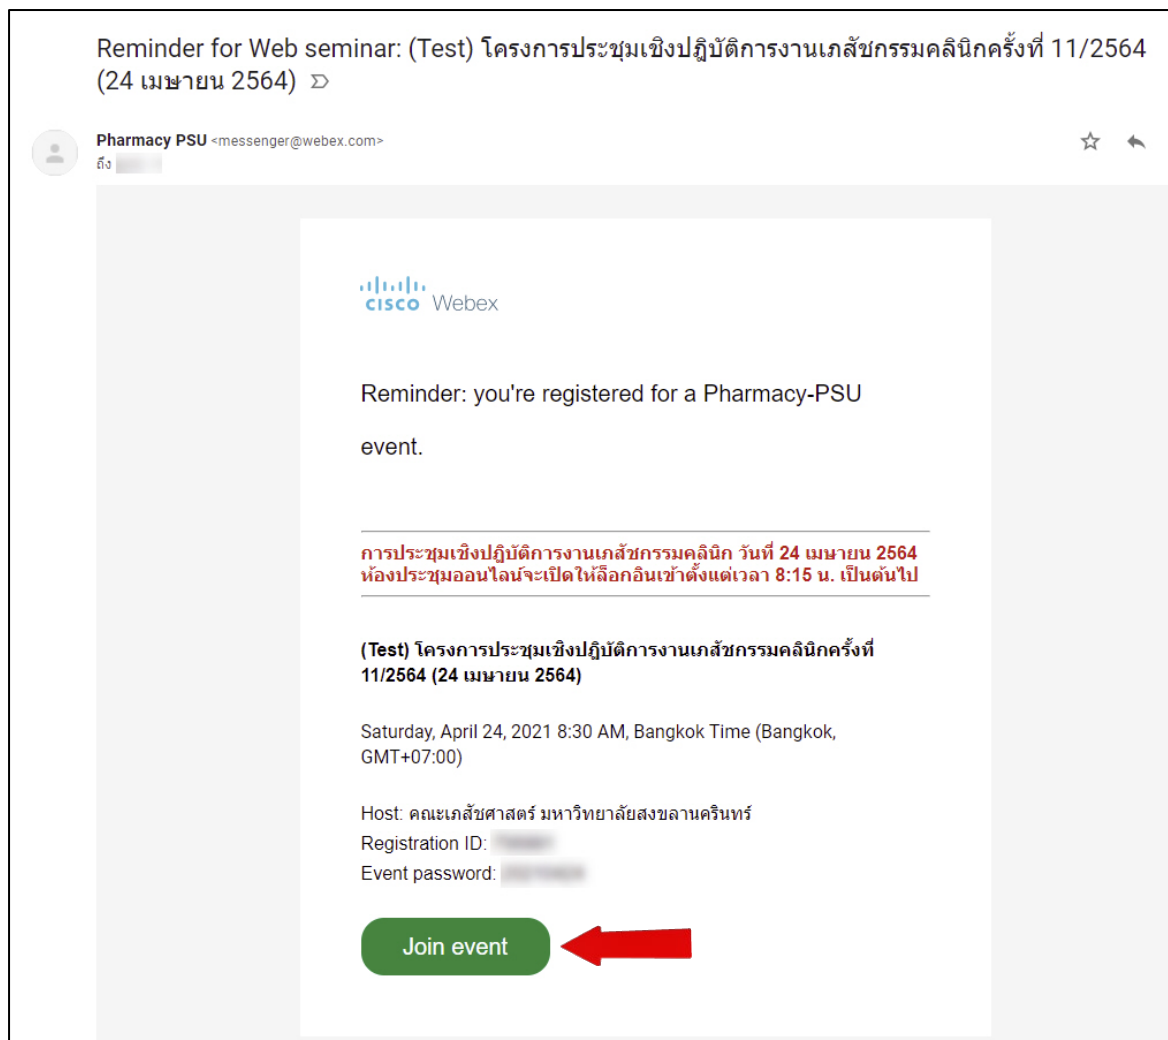 Reminder for Web seminar: (Test) โครงการประชุมเชิงปฏิบัติการงานเภสัชกรรมคลินิกครั้งที่ 11/2564
(24 เมษายน 2564)
Pharmacy PSU <messenger@webex.com>
ถึง
CISCO Webex
Reminder: you're registered for a Pharmacy-PSU
event.
การประชุมเชิงปฏิบัติการงานเภสัชกรรมคลินิก วันที่ 24 เมษายน 2564
ห้องประชุมออนไลน์จะเปิดให้ล็อกอินเข้าตั้งแต่เวลา 8:15 น. เป็นต้นไป
(Test) โครงการประชุมเชิงปฏิบัติการงานเภสัชกรรมคลินิกครั้งที่
11/2564 (24 เมษายน 2564)
Saturday, April 24, 2021 8:30 AM, Bangkok Time (Bangkok,
GMT+07:00)
Host: คณะเภสัชศาสตร์ มหาวิทยาลัยสงขลานครินทร์
Registration ID:
Event password:
Join event